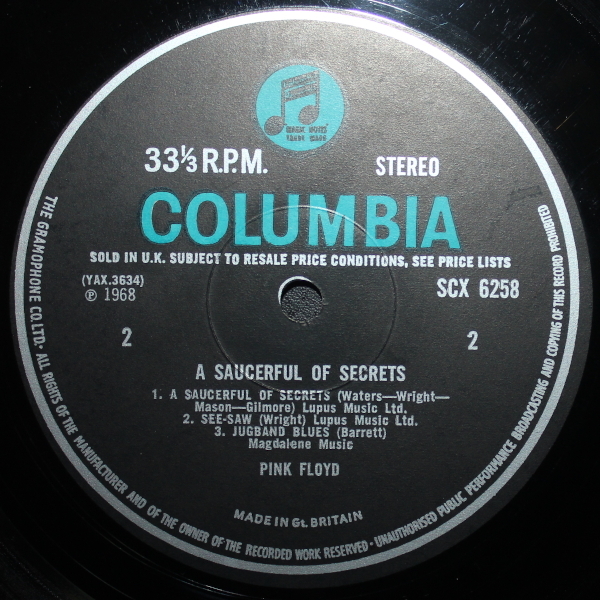 MAGIC NOTES
TRADE MARK
33⅓ R.P.M.
STEREO
COLUMBIA
SOLD IN U.K. SUBJECT TO RESALE PRICE CONDITIONS, SEE PRICE LISTS
(YAX.3634)
℗ 1968
SCX 6258
2
2
A SAUCERFUL OF SECRETS
1. A SAUCERFUL OF SECRETS (Waters—Wright—
Mason—Gilmore) Lupus Music Ltd.
2. SEE-SAW (Wright) Lupus Music Ltd.
3. JUGBAND BLUES (Barrett)
Magdalene Music
PINK FLOYD
MADE IN Gt. BRITAIN
THE GRAMOPHONE CO. LTD· ALL RIGHTS OF THE MANUFACTURER AND OF THE OWNER OF THE RECORDED WORK RESERVED · UNAUTHORISED PUBLIC PERFORMANCE BROADCASTING AND COPYING OF THIS RECORD PROHIBITED